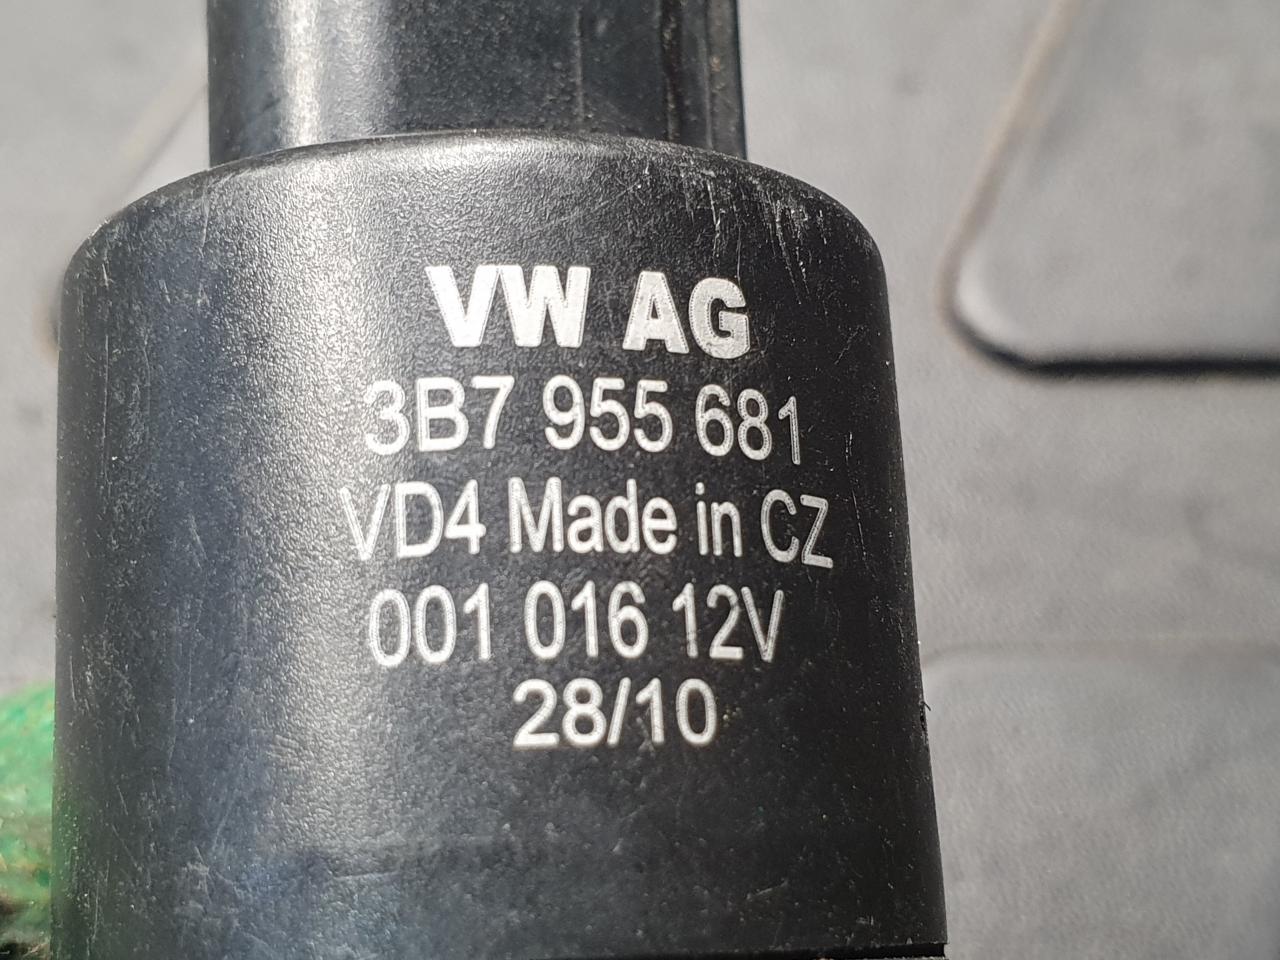 VW AG
3B7 955 681
VD4 Made in CZ
001 016 12V
28/10